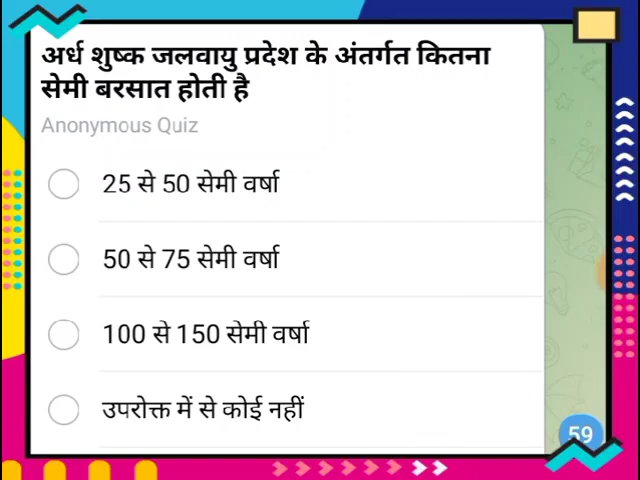 अर्ध शुष्क जलवायु प्रदेश के अंतर्गत कितना
सेमी बरसात होती है
Anonymous Quiz
25 से 50 सेमी वर्षा
50 से 75 सेमी वर्षा
100 से 150 सेमी वर्षा
उपरोक्त में से कोई नहीं
59